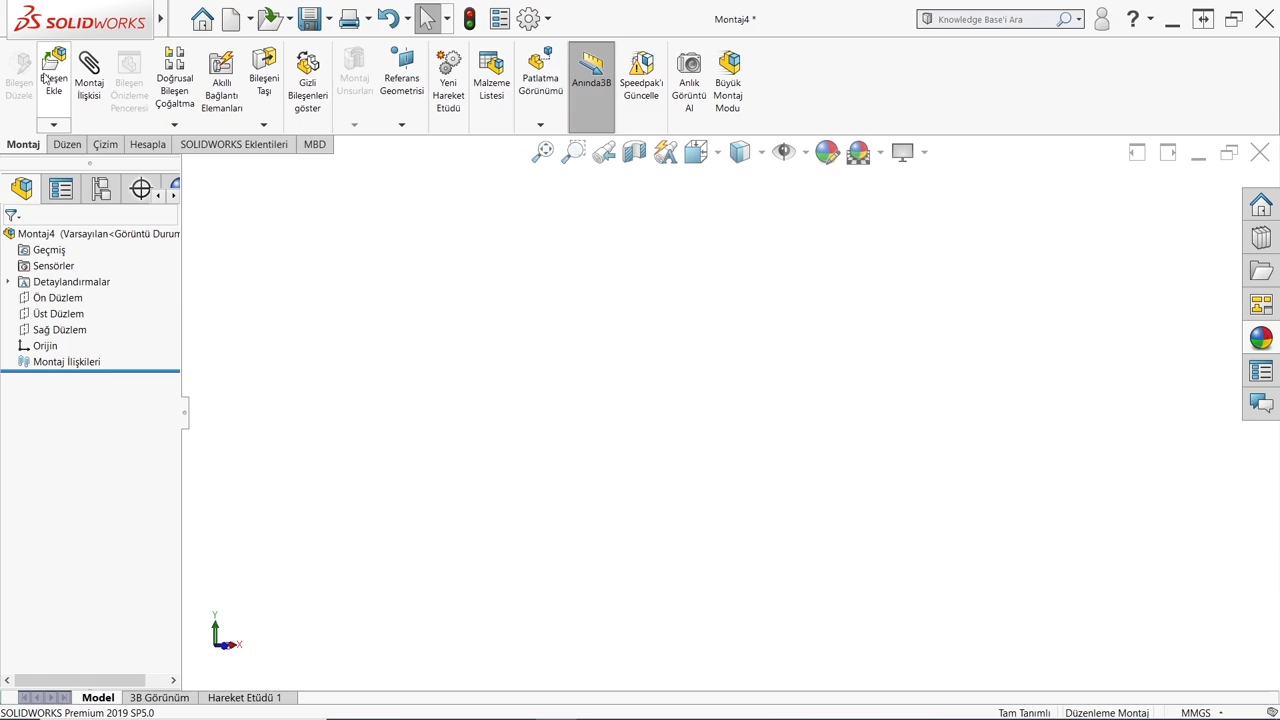 SOLIDWORKS
Montaj4 *
Knowledge Base'i Ara
Bileşen Düzele
Bileşen Ekle
Montaj İlişkisi
Bileşen Önizleme Penceresi
Doğrusal Bileşen Çoğaltma
Akıllı Bağlantı Elemanları
Bileşeni Taşı
Gizli Bileşenleri göster
Montaj Unsurları
Referans Geometrisi
Yeni Hareket Etüdü
Malzeme Listesi
Patlatma Görünümü
Anında3B
Speedpak'ı Güncelle
Anlık Görüntü Al
Büyük Montaj Modu
Montaj
Düzen
Çizim
Hesapla
SOLIDWORKS Eklentileri
MBD
Montaj4 (Varsayılan<Görüntü Durum
Geçmiş
Sensörler
Detaylandırmalar
Ön Düzlem
Üst Düzlem
Sağ Düzlem
Orijin
Montaj İlişkileri
Y
X
Model
3B Görünüm
Hareket Etüdü 1
SOLIDWORKS Premium 2019 SP5.0
Tam Tanımlı
Düzenleme Montaj
MMGS